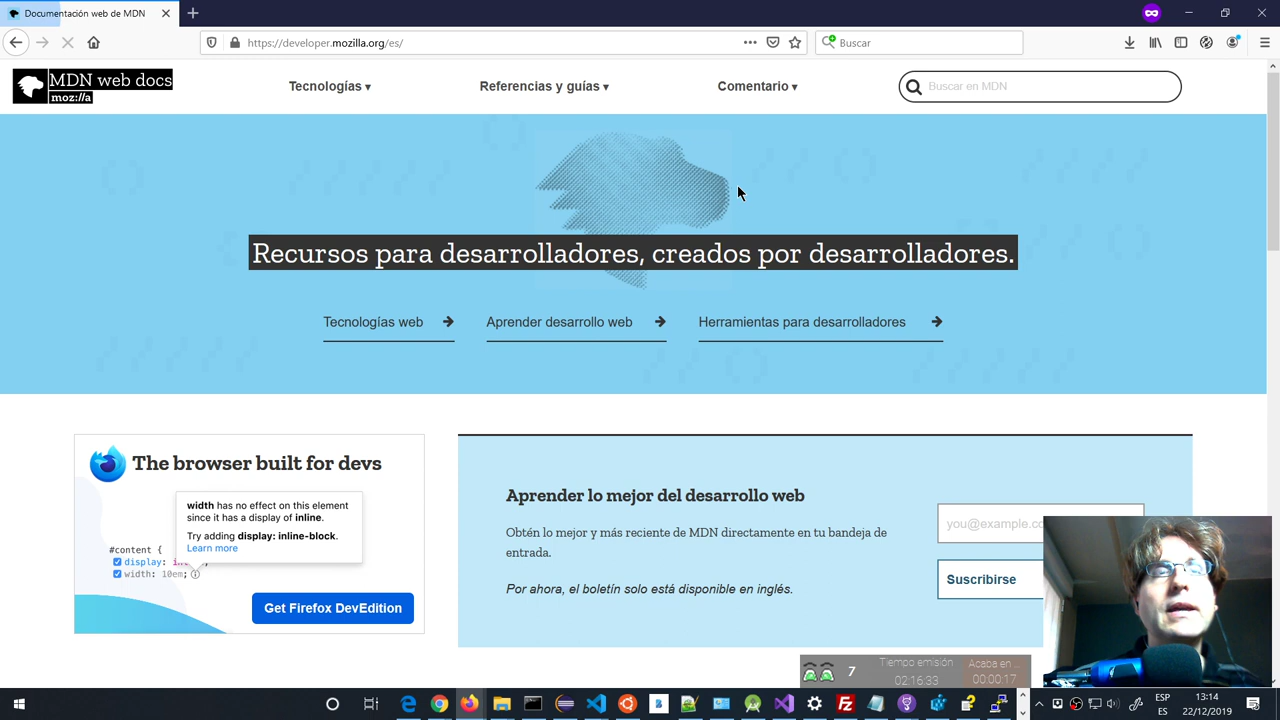 Documentación web de MDN
https://developer.mozilla.org/es/
Buscar
MDN web docs
moz://a
Tecnologías ▾
Referencias y guías ▾
Comentario ▾
Buscar en MDN
Recursos para desarrolladores, creados por desarrolladores.
Tecnologías web
Aprender desarrollo web
Herramientas para desarrolladores
The browser built for devs
width has no effect on this element
since it has a display of inline.
Try adding display: inline-block.
Learn more
#content {
display:
width: 10em;
Get Firefox DevEdition
Aprender lo mejor del desarrollo web
Obtén lo mejor y más reciente de MDN directamente en tu bandeja de
entrada.
Por ahora, el boletín solo está disponible en inglés.
you@example.co
Suscribirse
7
Tiempo emisión
02:16:33
Acaba en ...
00:00:17
ESP
ES
13:14
22/12/2019